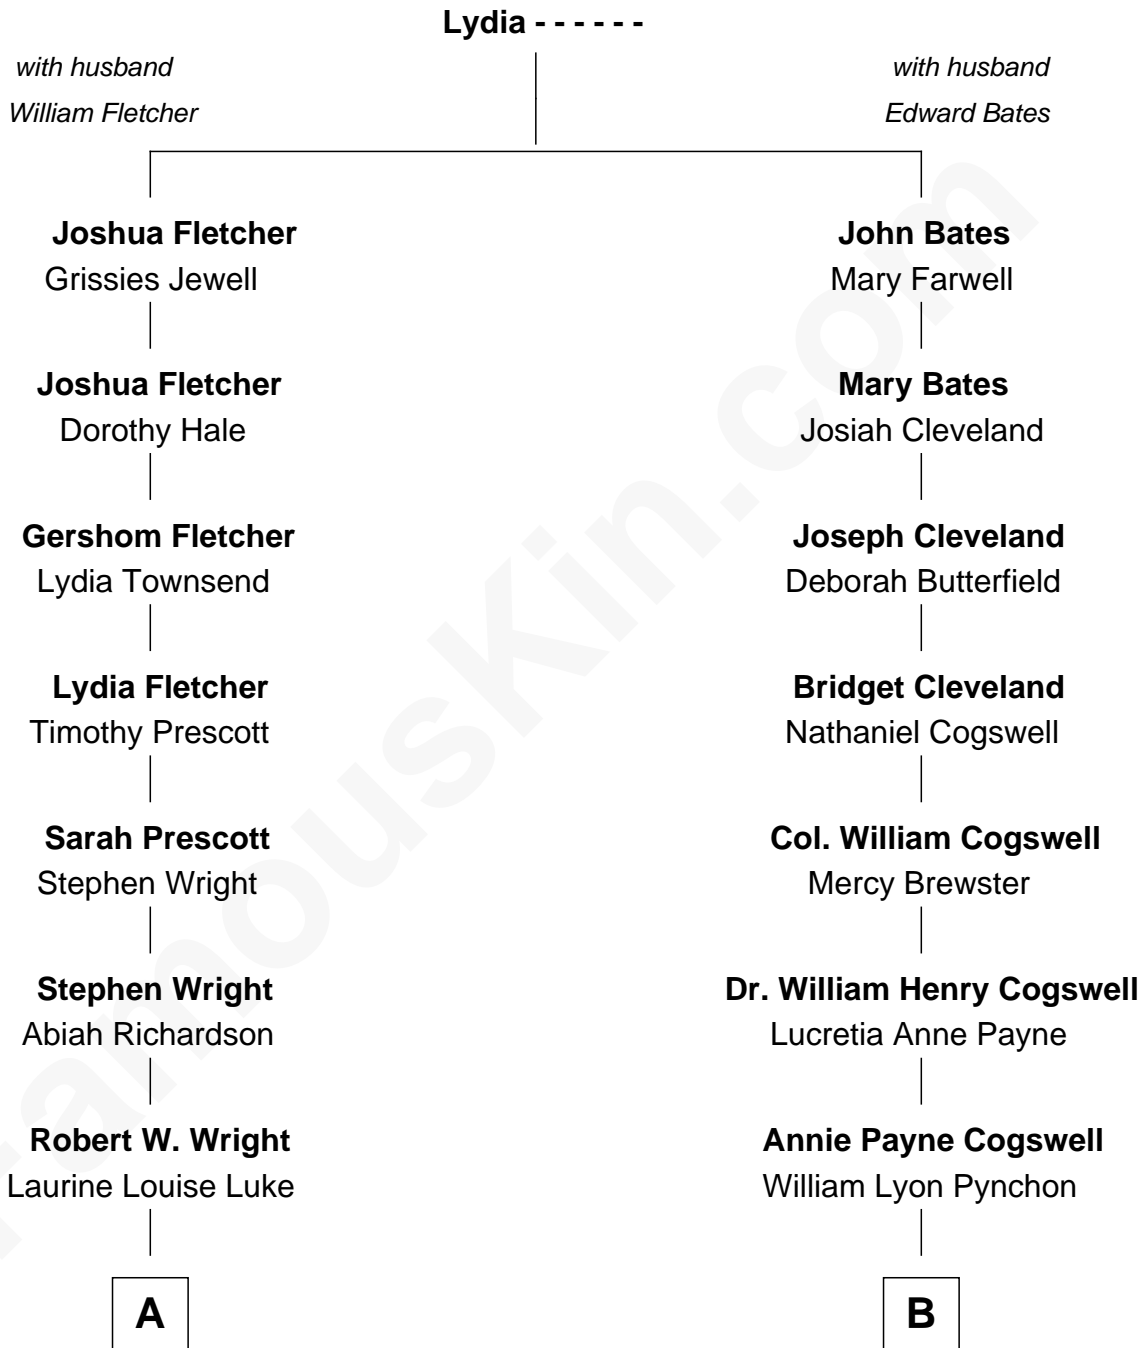 Lydia - - - - - -
with husband
William Fletcher
with husband
Edward Bates
Joshua Fletcher
Grissies Jewell
John Bates
Mary Farwell
Joshua Fletcher
Dorothy Hale
Mary Bates
Josiah Cleveland
Gershom Fletcher
Lydia Townsend
Joseph Cleveland
Deborah Butterfield
Lydia Fletcher
Timothy Prescott
Bridget Cleveland
Nathaniel Cogswell
Sarah Prescott
Stephen Wright
Col. William Cogswell
Mercy Brewster
Stephen Wright
Abiah Richardson
Dr. William Henry Cogswell
Lucretia Anne Payne
Robert W. Wright
Laurine Louise Luke
Annie Payne Cogswell
William Lyon Pynchon
A
B
FamousKin.com